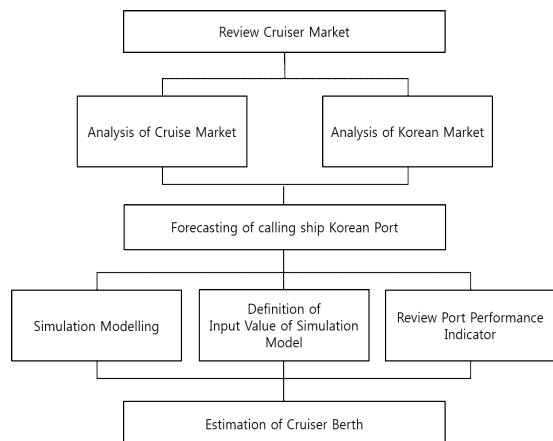 Review Cruiser Market
Analysis of Cruise Market
Analysis of Korean Market
Forecasting of calling ship Korean Port
Simulation Modelling
Definition of
Input Value of Simulation
Model
Review Port Performance
Indicator
Estimation of Cruiser Berth